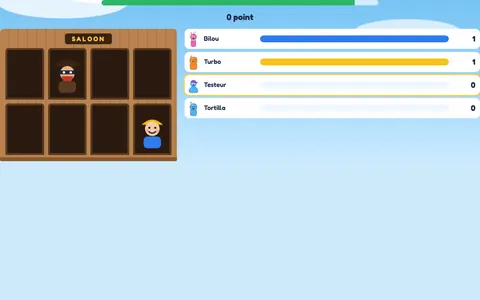 0 point
SALOON
Bilou 1
Turbo 1
Testeur 0
Tortilla 0